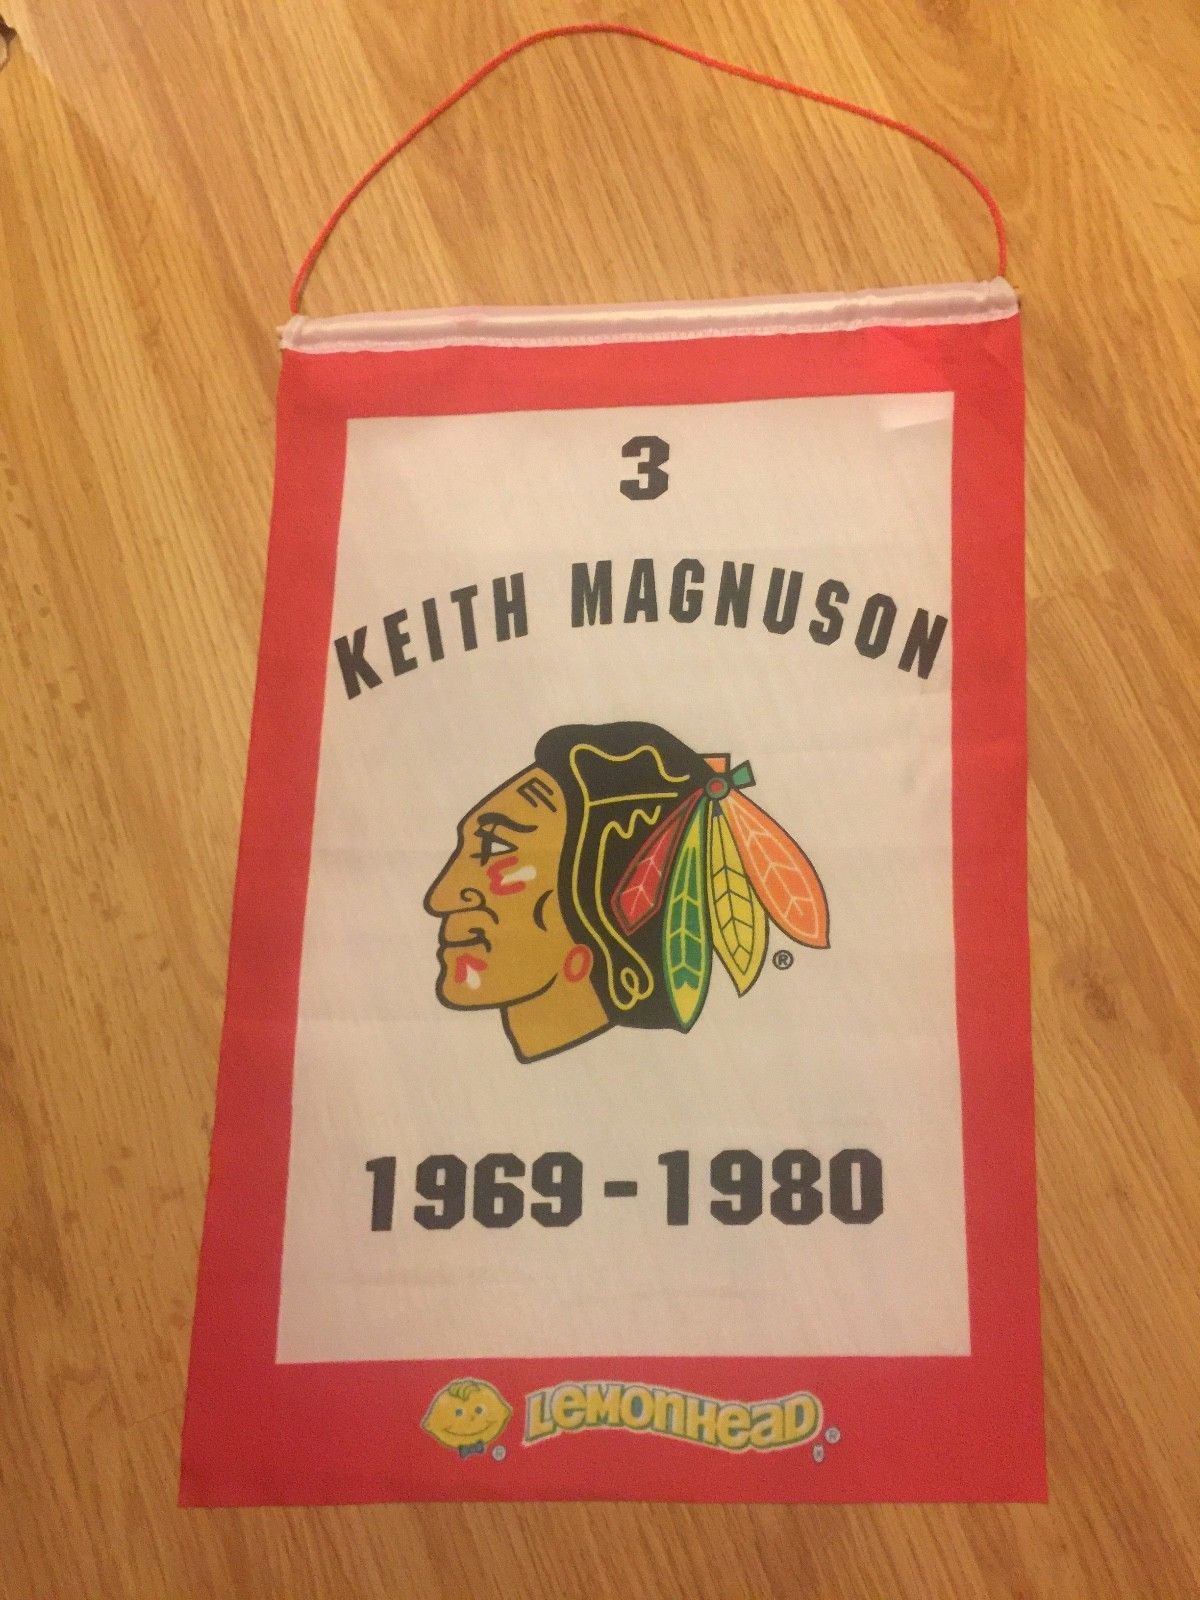 3
KEITH MAGNUSON
®
1969-1980
® LEMONHEAD ®